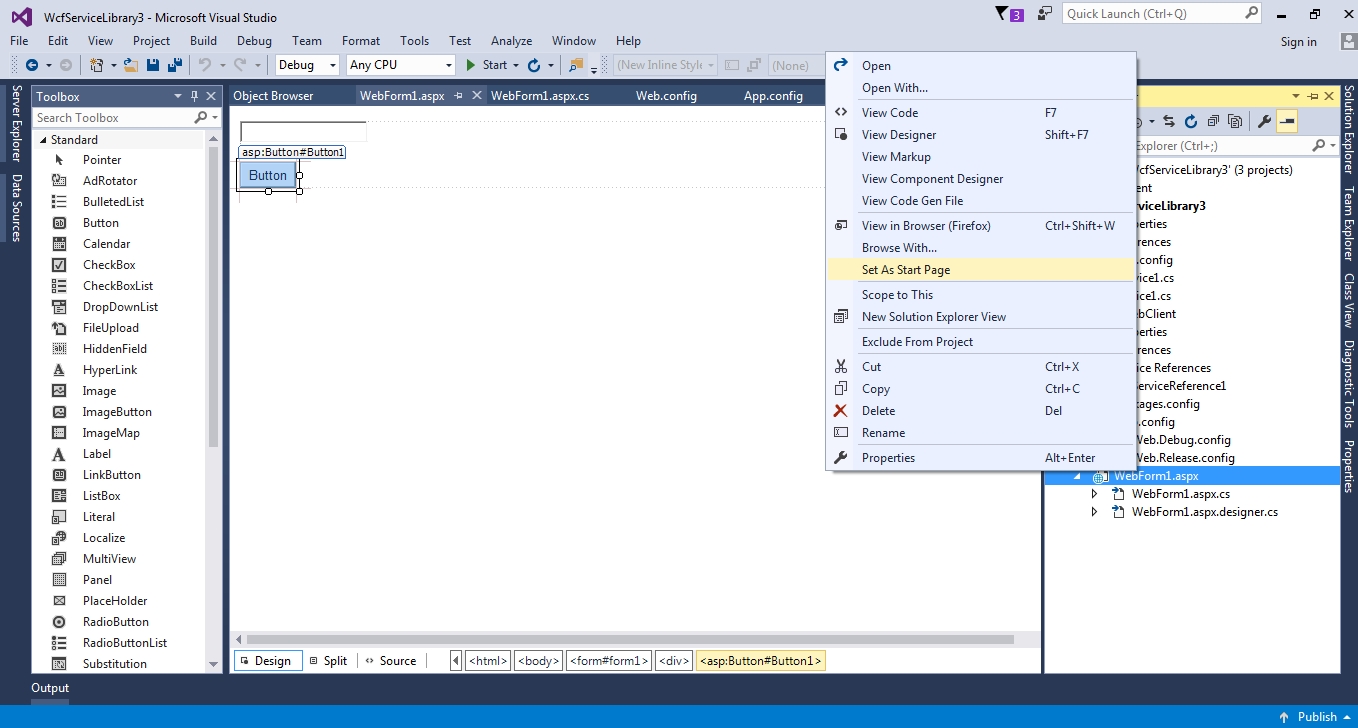 WcfServiceLibrary3 - Microsoft Visual Studio
3
Quick Launch (Ctrl+Q)
File Edit View Project Build Debug Team Format Tools Test Analyze Window Help
Sign in
Debug Any CPU Start (New Inline Style (None)
Server Explorer
Data Sources
Toolbox
Search Toolbox
Standard
Pointer
AdRotator
BulletedList
Button
Calendar
CheckBox
CheckBoxList
DropDownList
FileUpload
HiddenField
HyperLink
Image
ImageButton
ImageMap
Label
LinkButton
ListBox
Literal
Localize
MultiView
Panel
PlaceHolder
RadioButton
RadioButtonList
Substitution
Object Browser WebForm1.aspx WebForm1.aspx.cs Web.config App.config
asp:Button#Button1
Button
Open
Open With...
View Code F7
View Designer Shift+F7
View Markup
View Component Designer
View Code Gen File
View in Browser (Firefox) Ctrl+Shift+W
Browse With...
Set As Start Page
Scope to This
New Solution Explorer View
Exclude From Project
Cut Ctrl+X
Copy Ctrl+C
Delete Del
Rename
Properties Alt+Enter
Explorer (Ctrl+;)
WcfServiceLibrary3' (3 projects)
ent
erviceLibrary3
perties
erences
.config
vice1.cs
ice1.cs
ebClient
perties
rences
ice References
ServiceReference1
kages.config
.config
Web.Debug.config
Web.Release.config
WebForm1.aspx
WebForm1.aspx.cs
WebForm1.aspx.designer.cs
Solution Explorer
Team Explorer
Class View
Diagnostic Tools
Properties
Design Split Source <html> <body> <form#form1> <div> <asp:Button#Button1>
Output
Publish